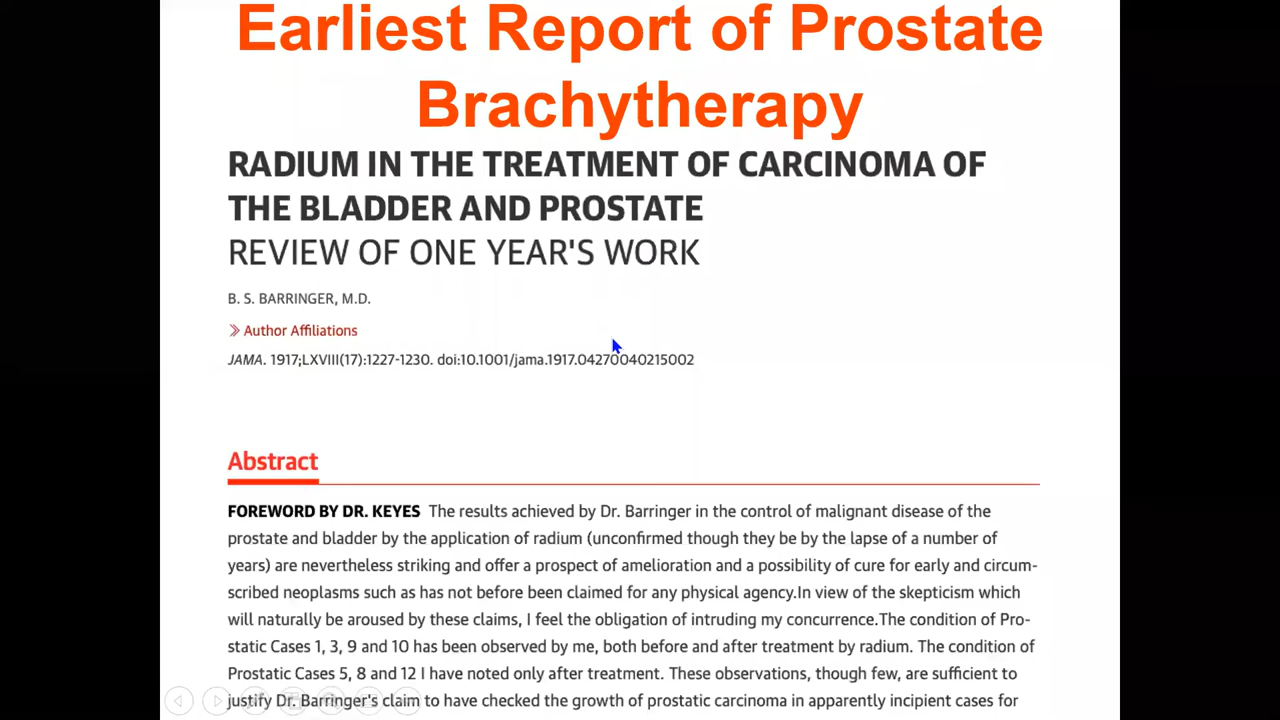 Earliest Report of Prostate
Brachytherapy
RADIUM IN THE TREATMENT OF CARCINOMA OF
THE BLADDER AND PROSTATE
REVIEW OF ONE YEAR'S WORK
B. S. BARRINGER, M.D.
Author Affiliations
JAMA. 1917;LXVIII(17):1227-1230. doi:10.1001/jama.1917.04270040215002
Abstract
FOREWORD BY DR. KEYES The results achieved by Dr. Barringer in the control of malignant disease of the
prostate and bladder by the application of radium (unconfirmed though they be by the lapse of a number of
years) are nevertheless striking and offer a prospect of amelioration and a possibility of cure for early and circum-
scribed neoplasms such as has not before been claimed for any physical agency.In view of the skepticism which
will naturally be aroused by these claims, I feel the obligation of intruding my concurrence.The condition of Pro-
static Cases 1, 3, 9 and 10 has been observed by me, both before and after treatment by radium. The condition of
Prostatic Cases 5, 8 and 12 I have noted only after treatment. These observations, though few, are sufficient to
justify Dr. Barringer's claim to have checked the growth of prostatic carcinoma in apparently incipient cases for